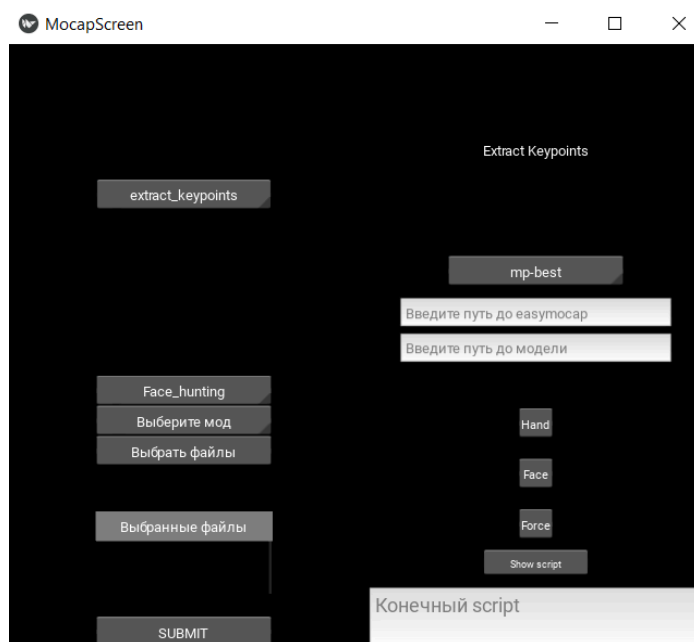 MocapScreen
extract_keypoints
Face_hunting
Выберите мод
Выбрать файлы
Выбранные файлы
SUBMIT
Extract Keypoints
mp-best
Введите путь до easymocap
Введите путь до модели
Hand
Face
Force
Show script
Конечный script